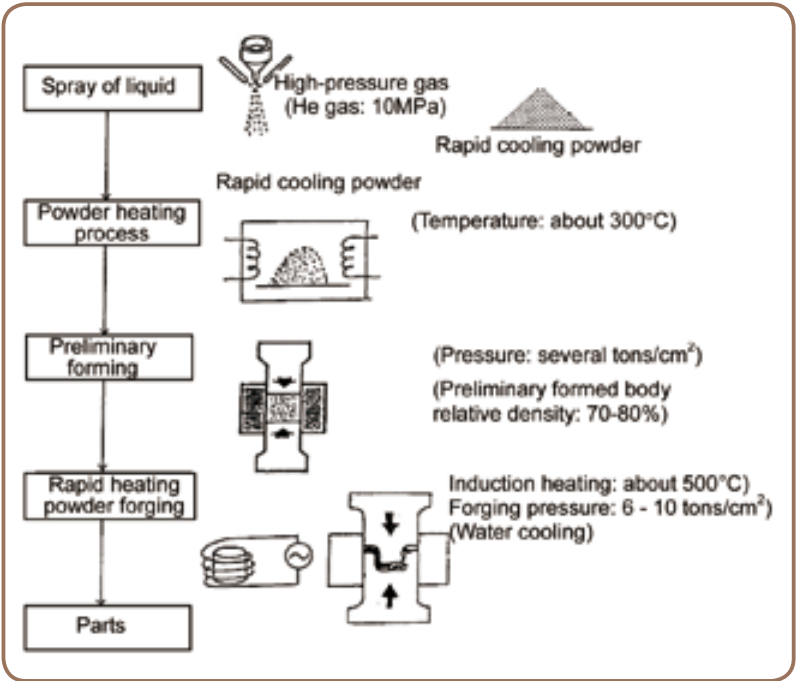 Spray of liquid
High-pressure gas
(He gas: 10MPa)
Rapid cooling powder
Rapid cooling powder
Powder heating
process
(Temperature: about 300°C)
Preliminary
forming
(Pressure: several tons/cm²)
(Preliminary formed body
relative density: 70-80%)
Rapid heating
powder forging
Induction heating: about 500°C)
Forging pressure: 6 - 10 tons/cm²)
(Water cooling)
Parts